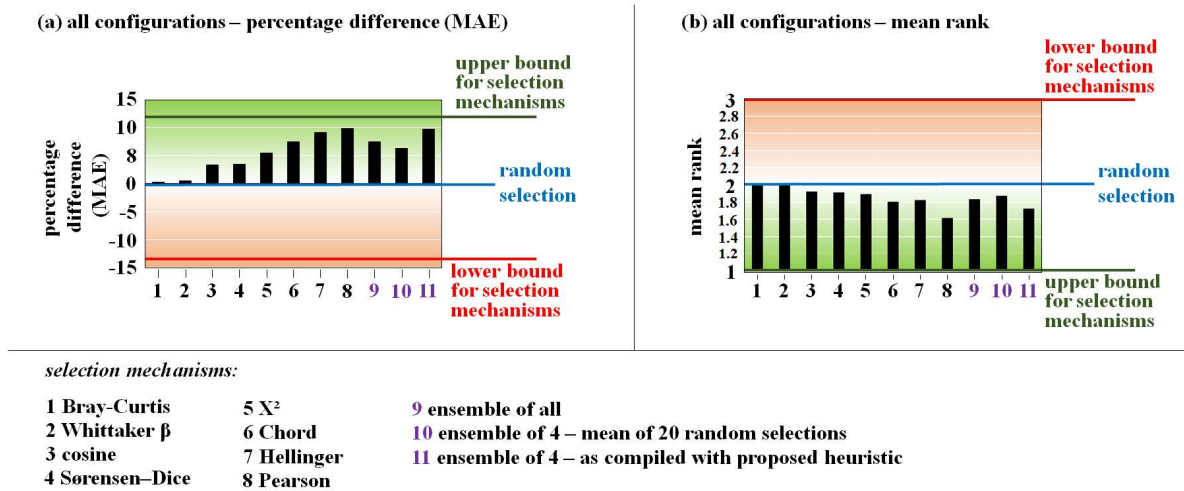 (a) all configurations – percentage difference (MAE)
upper bound
for selection
mechanisms
15
10
8
0
-5
-10
-15
percentage
difference
(MAE)
random
selection
lower bound
for selection
mechanisms
1 2 3 4 5 6 7 8 9 10 11
(b) all configurations – mean rank
lower bound
for selection
mechanisms
3
2.8
2.6
2.4
2.2
2
1.8
1.6
1.4
1.2
1
mean rank
random
selection
upper bound
for selection
mechanisms
1 2 3 4 5 6 7 8 9 10 11
selection mechanisms:
1 Bray-Curtis
2 Whittaker β
3 cosine
4 Sørensen–Dice
5 X²
6 Chord
7 Hellinger
8 Pearson
9 ensemble of all
10 ensemble of 4 – mean of 20 random selections
11 ensemble of 4 – as compiled with proposed heuristic